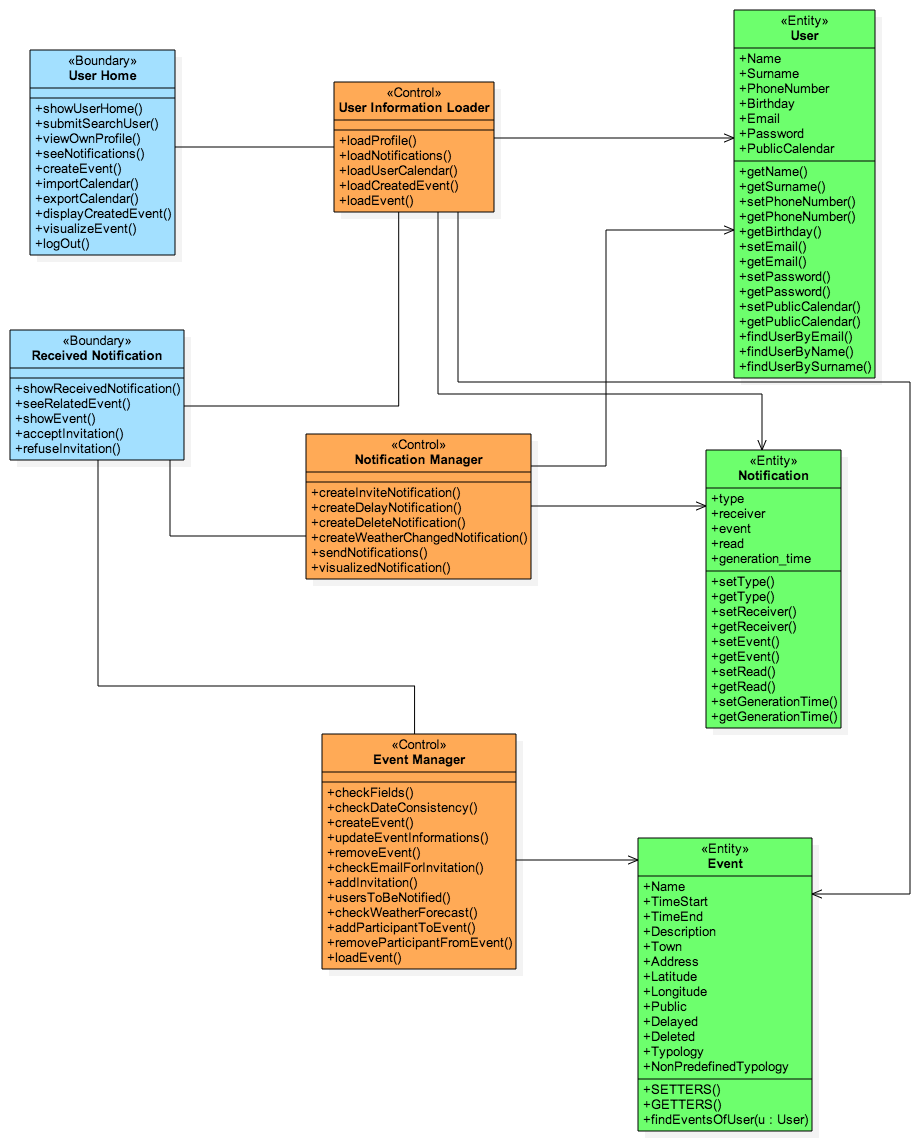 «Boundary»
User Home
+showUserHome()
+submitSearchUser()
+viewOwnProfile()
+seeNotifications()
+createEvent()
+importCalendar()
+exportCalendar()
+displayCreatedEvent()
+visualizeEvent()
+logOut()
«Control»
User Information Loader
+loadProfile()
+loadNotifications()
+loadUserCalendar()
+loadCreatedEvent()
+loadEvent()
«Entity»
User
+Name
+Surname
+PhoneNumber
+Birthday
+Email
+Password
+PublicCalendar
+getName()
+getSurname()
+setPhoneNumber()
+getPhoneNumber()
+getBirthday()
+setEmail()
+getEmail()
+setPassword()
+getPassword()
+setPublicCalendar()
+getPublicCalendar()
+findUserByEmail()
+findUserByName()
+findUserBySurname()
«Boundary»
Received Notification
+showReceivedNotification()
+seeRelatedEvent()
+showEvent()
+acceptInvitation()
+refuseInvitation()
«Control»
Notification Manager
+createInviteNotification()
+createDelayNotification()
+createDeleteNotification()
+createWeatherChangedNotification()
+sendNotifications()
+visualizedNotification()
«Entity»
Notification
+type
+receiver
+event
+read
+generation_time
+setType()
+getType()
+setReceiver()
+getReceiver()
+setEvent()
+getEvent()
+setRead()
+getRead()
+setGenerationTime()
+getGenerationTime()
«Control»
Event Manager
+checkFields()
+checkDateConsistency()
+createEvent()
+updateEventInformations()
+removeEvent()
+checkEmailForInvitation()
+addInvitation()
+usersToBeNotified()
+checkWeatherForecast()
+addParticipantToEvent()
+removeParticipantFromEvent()
+loadEvent()
«Entity»
Event
+Name
+TimeStart
+TimeEnd
+Description
+Town
+Address
+Latitude
+Longitude
+Public
+Delayed
+Deleted
+Typology
+NonPredefinedTypology
+SETTERS()
+GETTERS()
+findEventsOfUser(u : User)